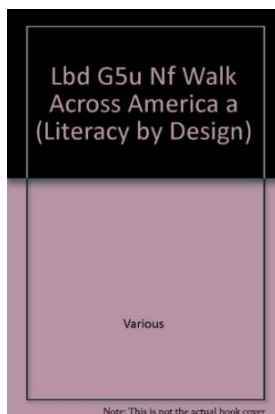 Lbd G5u Nf Walk
Across America a
(Literacy by Design)
Various
Note: This is not the actual book cover